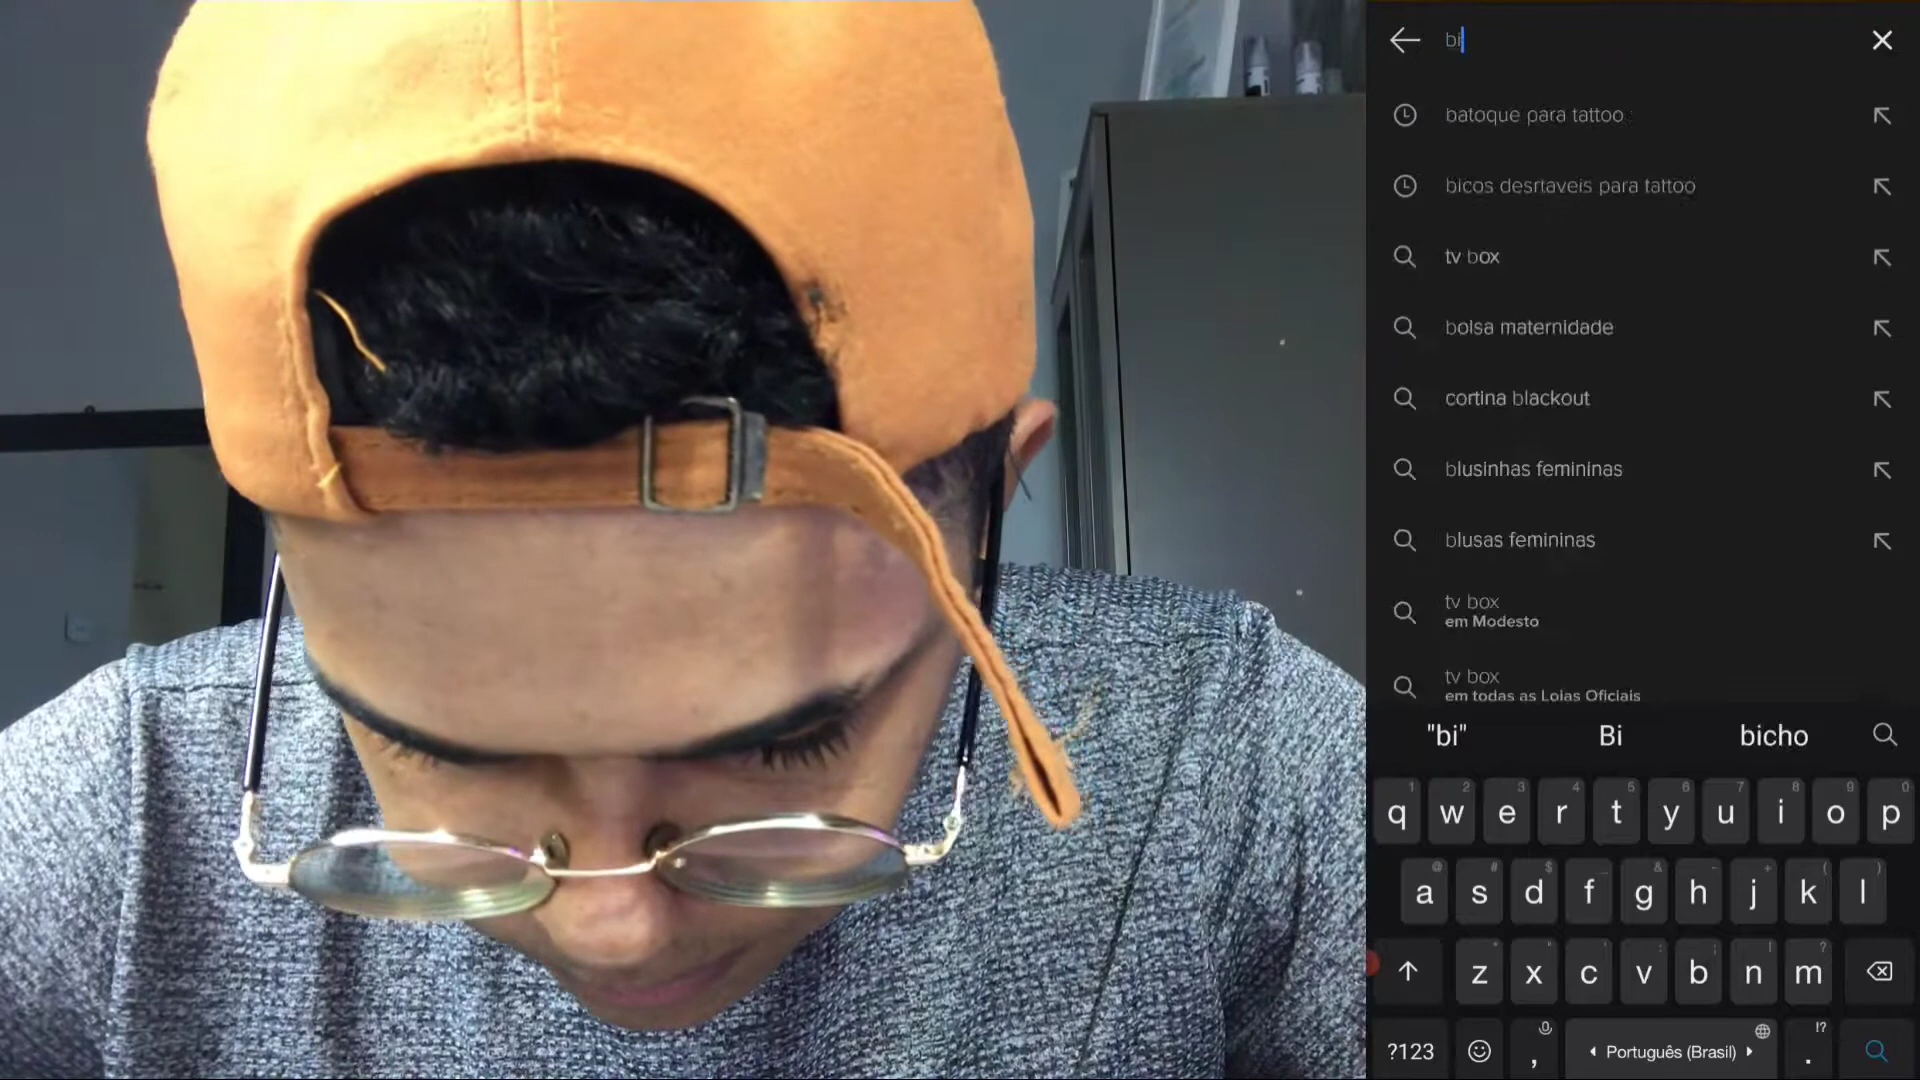 bi
batoque para tattoo
bicos desrtaveis para tattoo
tv box
bolsa maternidade
cortina blackout
blusinhas femininas
blusas femininas
tv box
em Modesto
tv box
em todas as Lojas Oficiais
"bi" Bi bicho
1 2 3 4 5 6 7 8 9 0
q w e r t y u i o p
@ # $ _ & - + ( )
a s d f g h j k l
* " ' : ; ! ?
z x c v b n m
!?
?123 , Português (Brasil) .